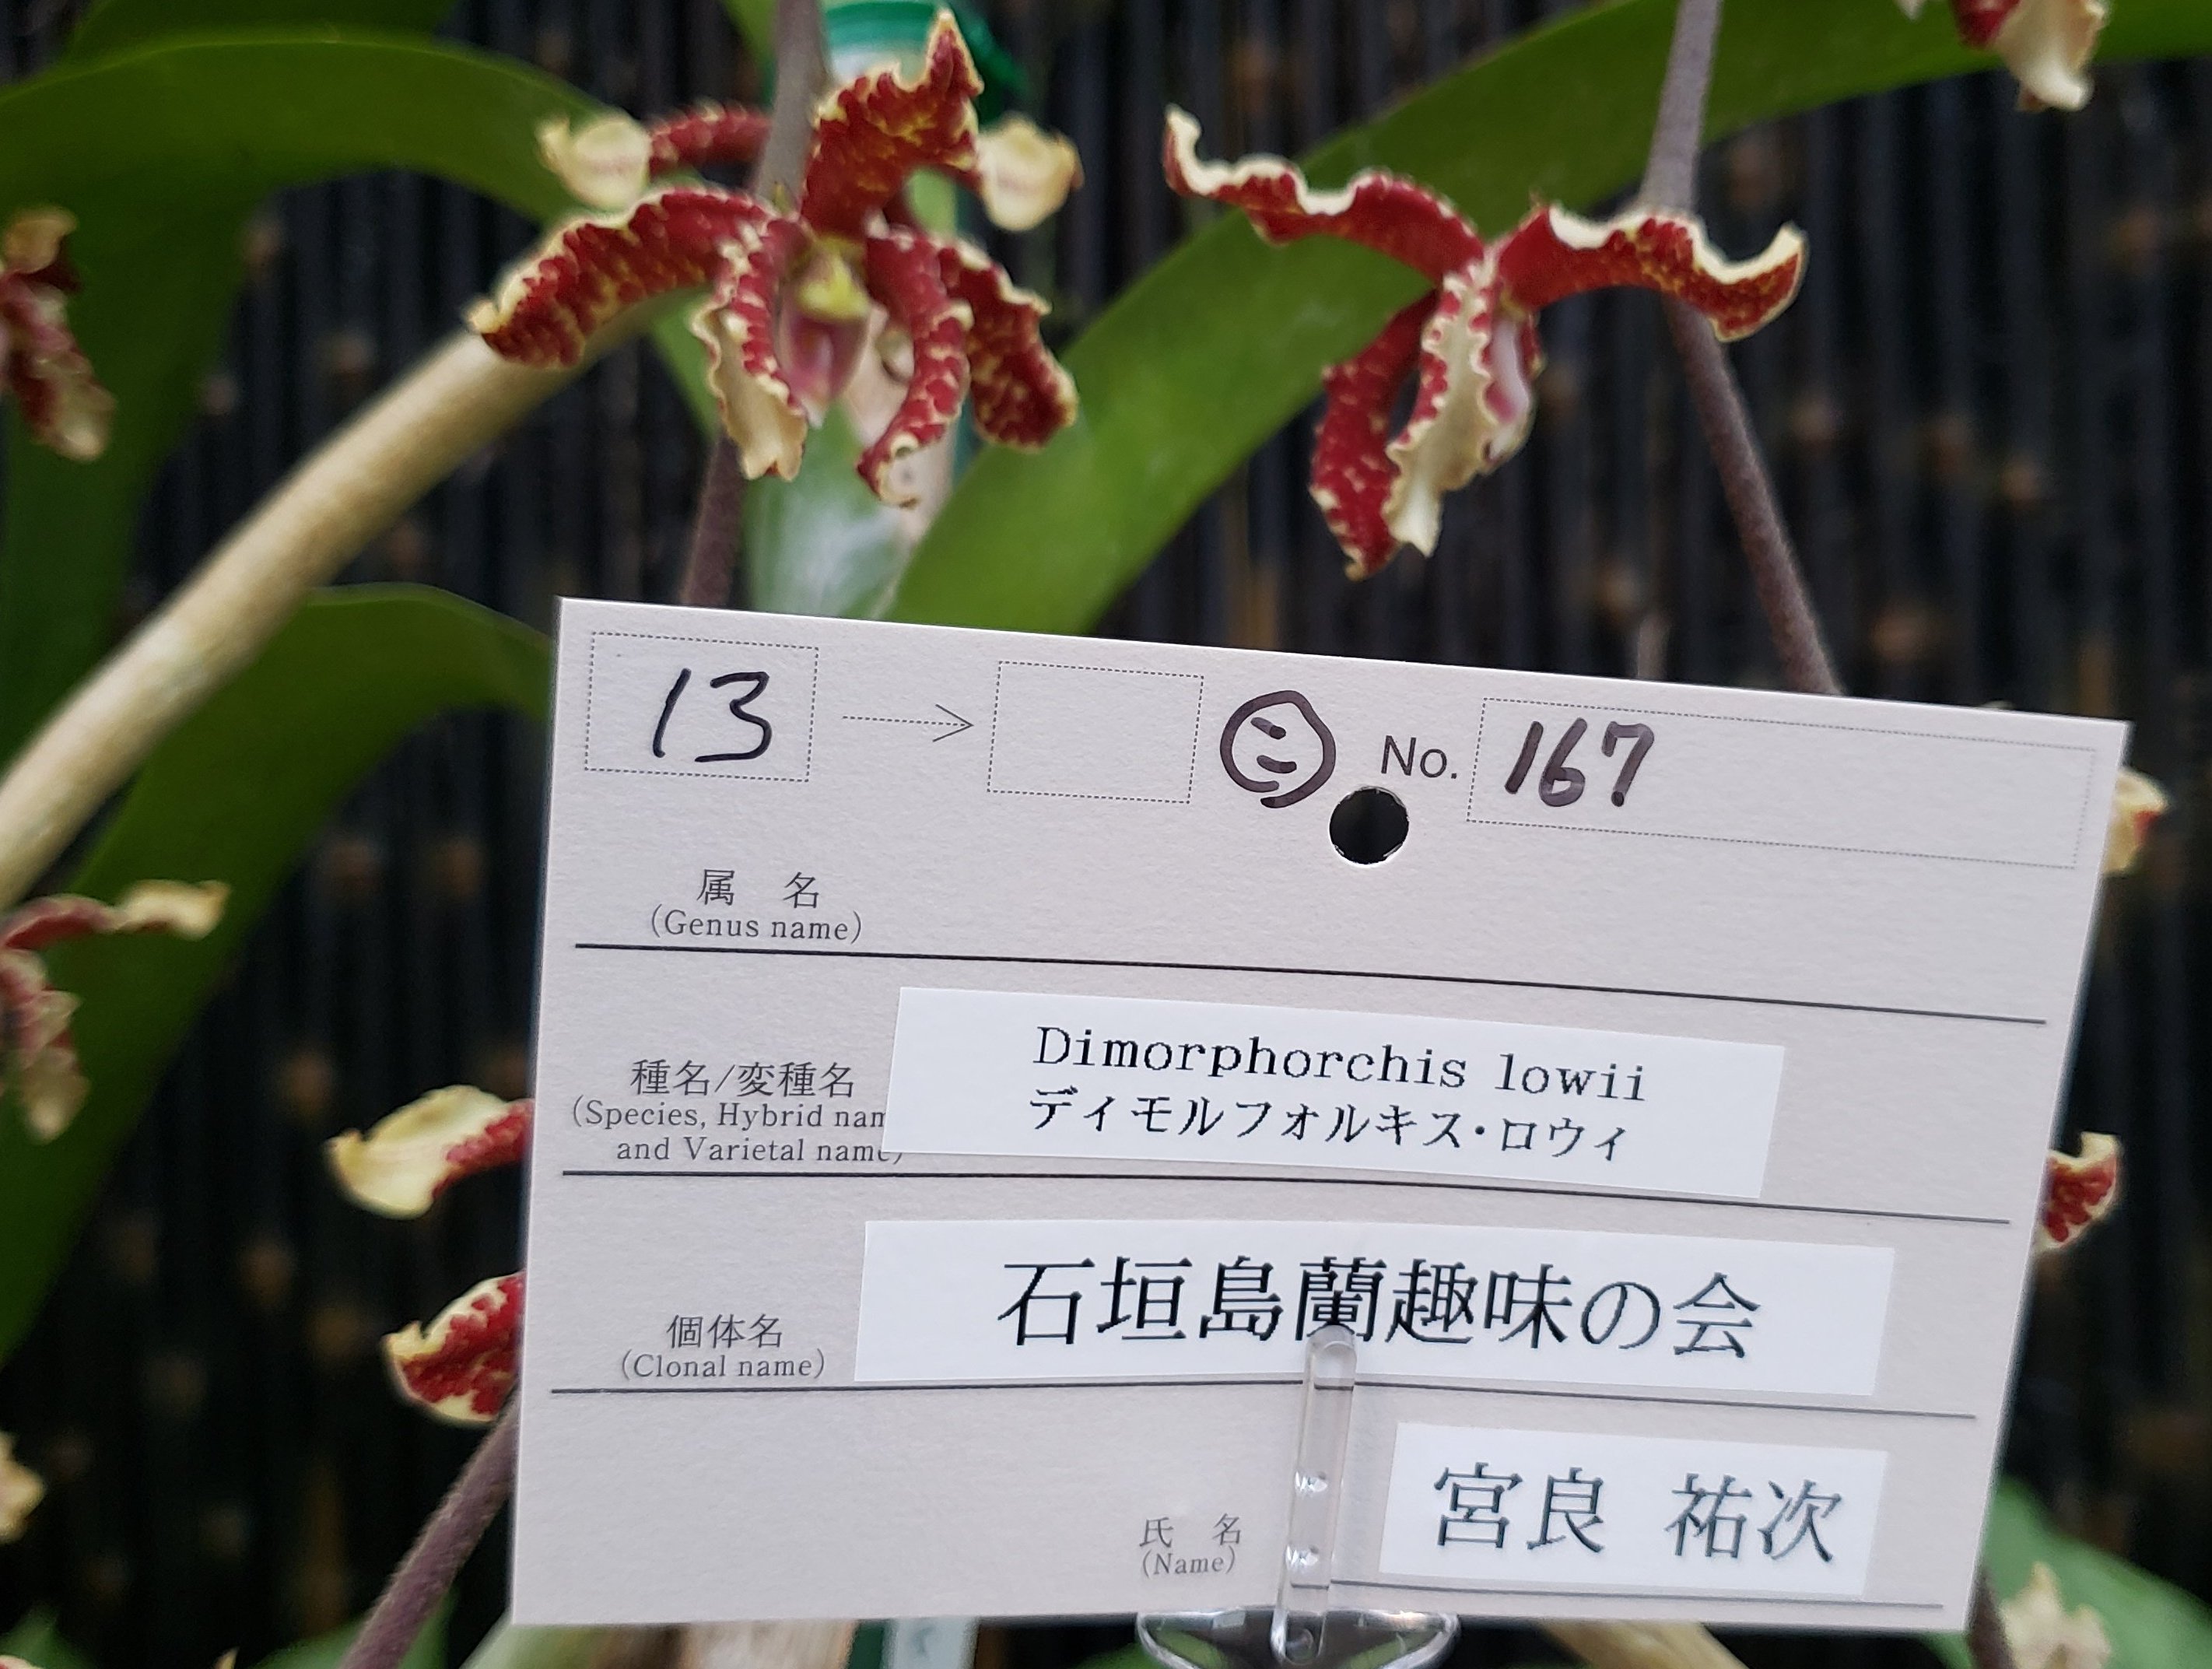 13 → ㊁ No. 167
属 名
(Genus name)
Dimorphorchis lowii
ディモルフォルキス・ロウィ
種名/変種名
(Species, Hybrid nam
and Varietal name)
石垣島蘭趣味の会
個体名
(Clonal name)
宮良 祐次
氏 名
(Name)